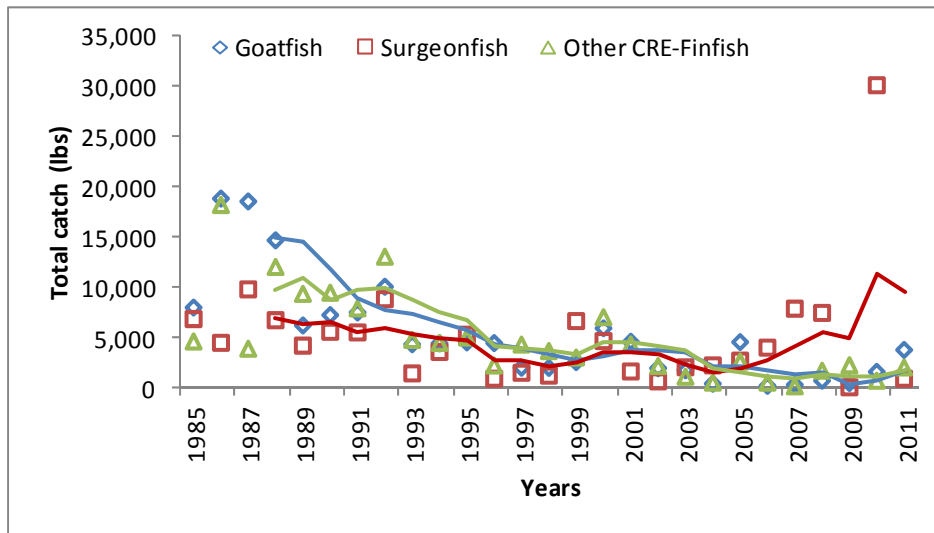 35,000
30,000
25,000
20,000
15,000
10,000
5,000
0
Total catch (lbs)
Goatfish Surgeonfish Other CRE-Finfish
1985 1987 1989 1991 1993 1995 1997 1999 2001 2003 2005 2007 2009 2011
Years